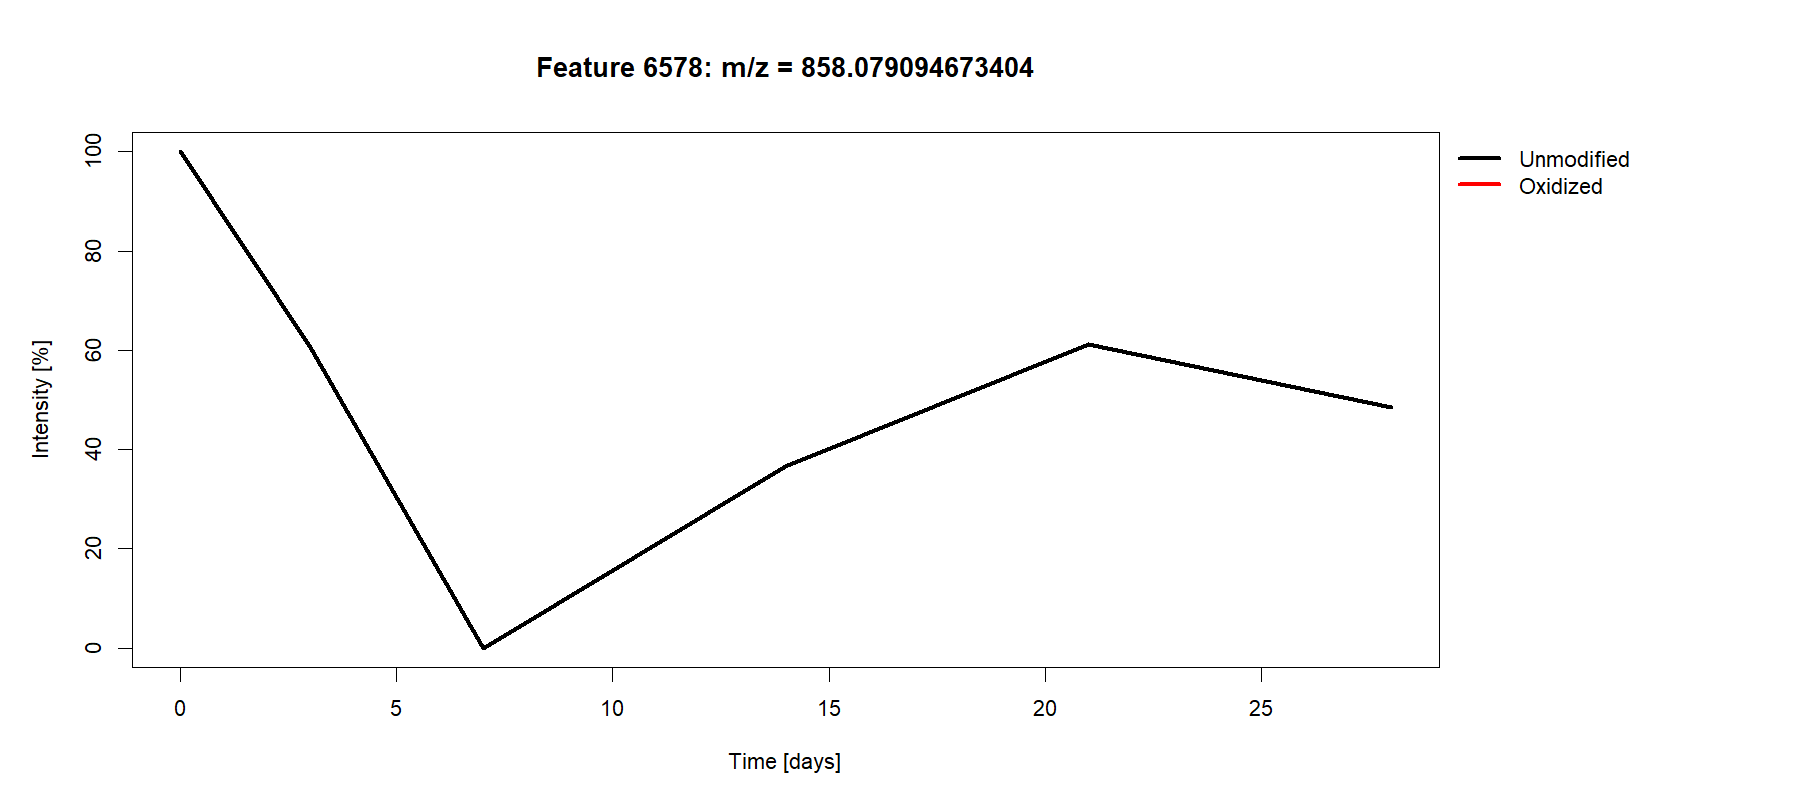 Feature 6578: m/z = 858.079094673404
Unmodified
Oxidized
Intensity [%]
100
80
60
40
20
0
0 5 10 15 20 25
Time [days]